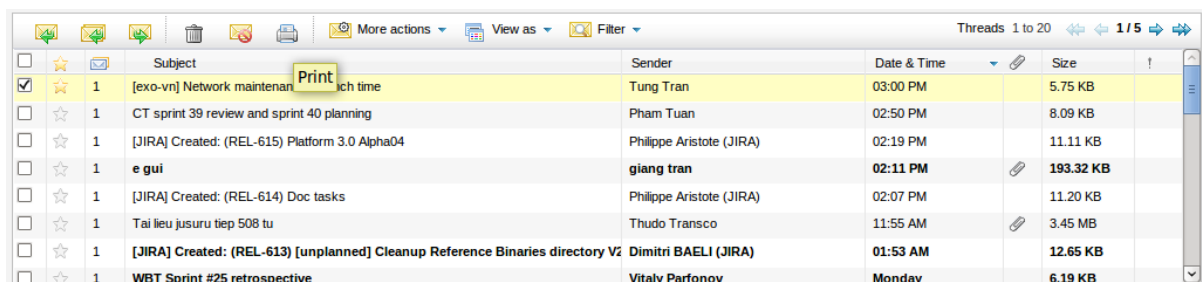 More actions View as Filter Threads 1 to 20 1 / 5
Subject Sender Date & Time Size !
Print
1 [exo-vn] Network maintenan ch time Tung Tran 03:00 PM 5.75 KB
1 CT sprint 39 review and sprint 40 planning Pham Tuan 02:50 PM 8.09 KB
1 [JIRA] Created: (REL-615) Platform 3.0 Alpha04 Philippe Aristote (JIRA) 02:19 PM 11.11 KB
1 e gui giang tran 02:11 PM 193.32 KB
1 [JIRA] Created: (REL-614) Doc tasks Philippe Aristote (JIRA) 02:07 PM 11.20 KB
1 Tai lieu jusuru tiep 508 tu Thudo Transco 11:55 AM 3.45 MB
1 [JIRA] Created: (REL-613) [unplanned] Cleanup Reference Binaries directory V2 Dimitri BAELI (JIRA) 01:53 AM 12.65 KB
1 WBT Sprint #25 retrospective Vitaly Parfonov Monday 6.19 KB